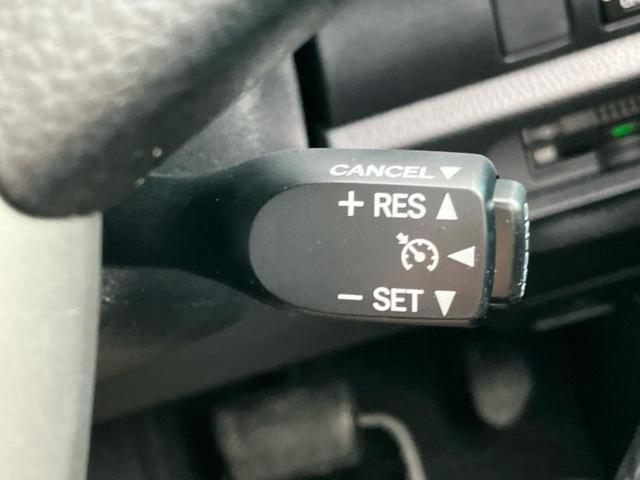 CANCEL ▼
+ RES ▲
◀
− SET ▼